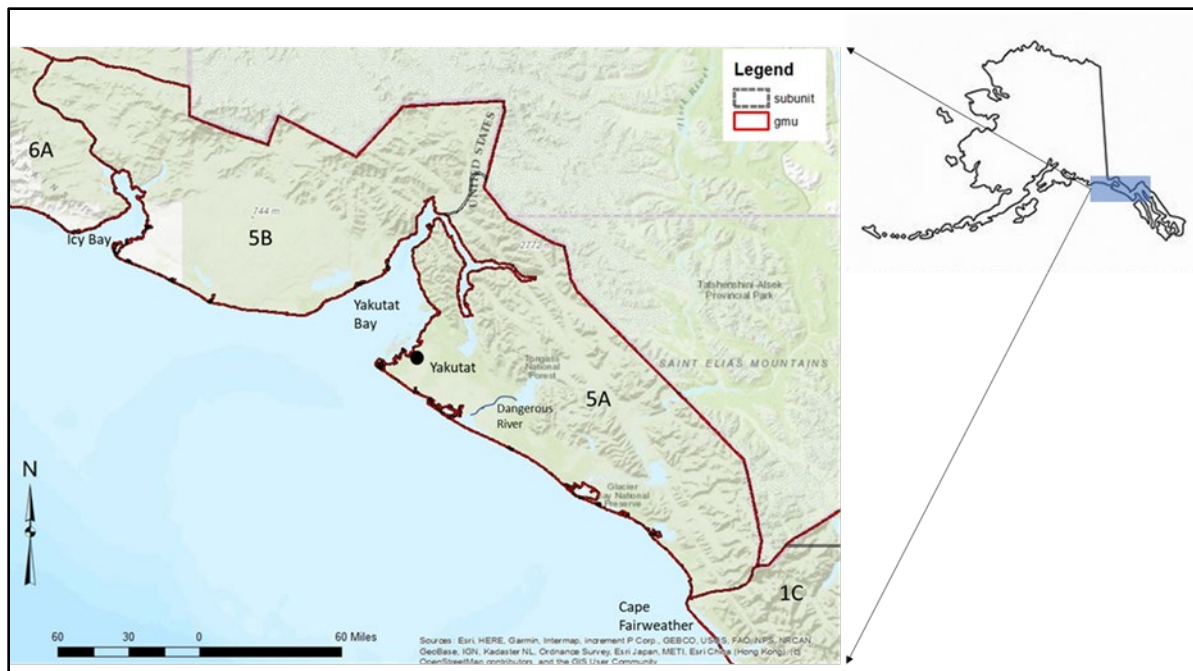 Legend
subunit
gmu
Alsek River
6A
UNITED STATES
744 m
5B
2772 m
Icy Bay
Tatshenshini-Alsek
Provincial Park
Yakutat
Bay
Yakutat
Tongass
National
Forest
SAINT ELIAS MOUNTAINS
5A
Dangerous
River
N
Glacier
ay National
Preserve
1C
Cape
Fairweather
60 30 0 60 Miles
Sources: Esri, HERE, Garmin, Intermap, increment P Corp., GEBCO, USGS, FAO, NPS, NRCAN,
GeoBase, IGN, Kadaster NL, Ordnance Survey, Esri Japan, METI, Esri China (Hong Kong), (c)
OpenStreetMap contributors, and the GIS User Community